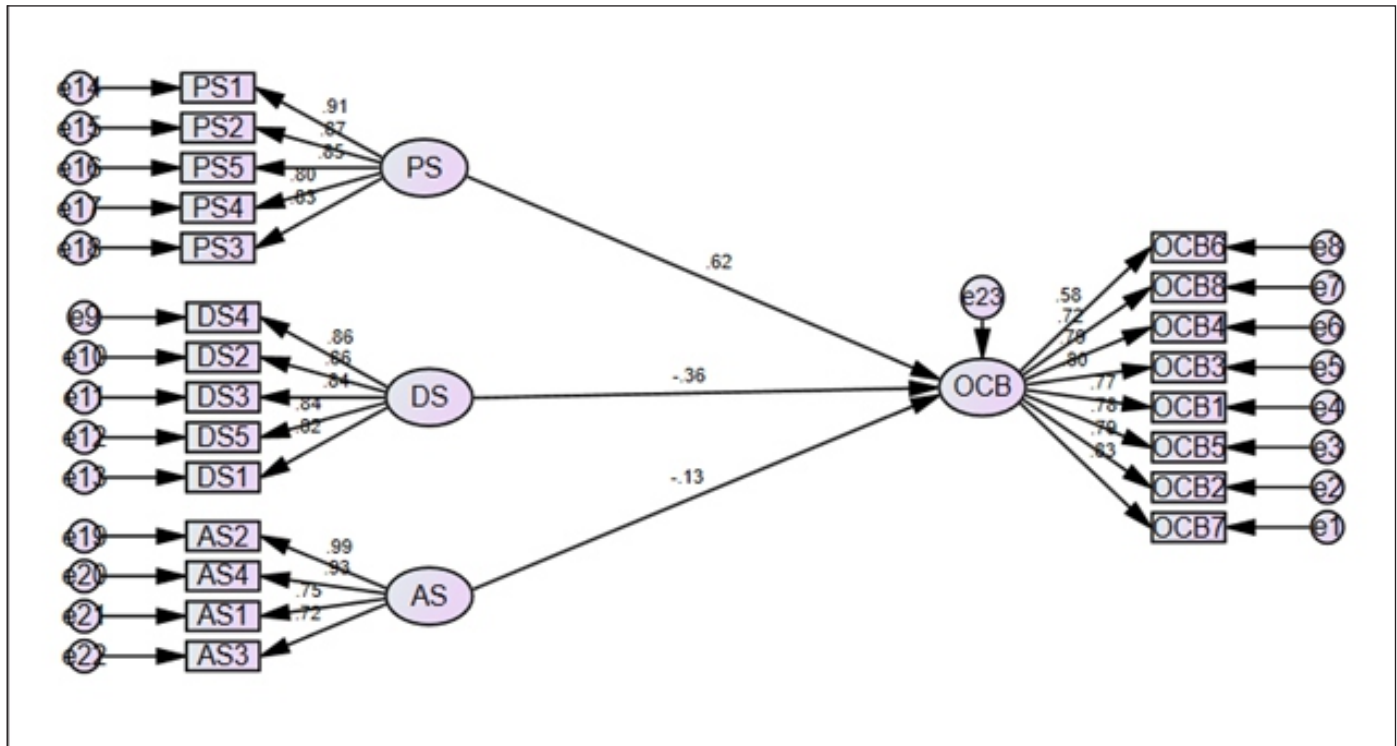 e14 PS1
.91
e15 PS2
.87
e16 PS5
.85
PS
e17 PS4
.80
e18 PS3
.83
.62
e9 DS4
.86
e10 DS2
.86
e11 DS3
.84
DS
e12 DS5
.84
e13 DS1
.82
-.36
e19 AS2
.99
e20 AS4
.93
AS
e21 AS1
.75
e22 AS3
.72
-.13
e23
OCB
.58
OCB6 e8
.72
OCB8 e7
.79
OCB4 e6
.80
OCB3 e5
.77
OCB1 e4
.78
OCB5 e3
.79
OCB2 e2
.83
OCB7 e1